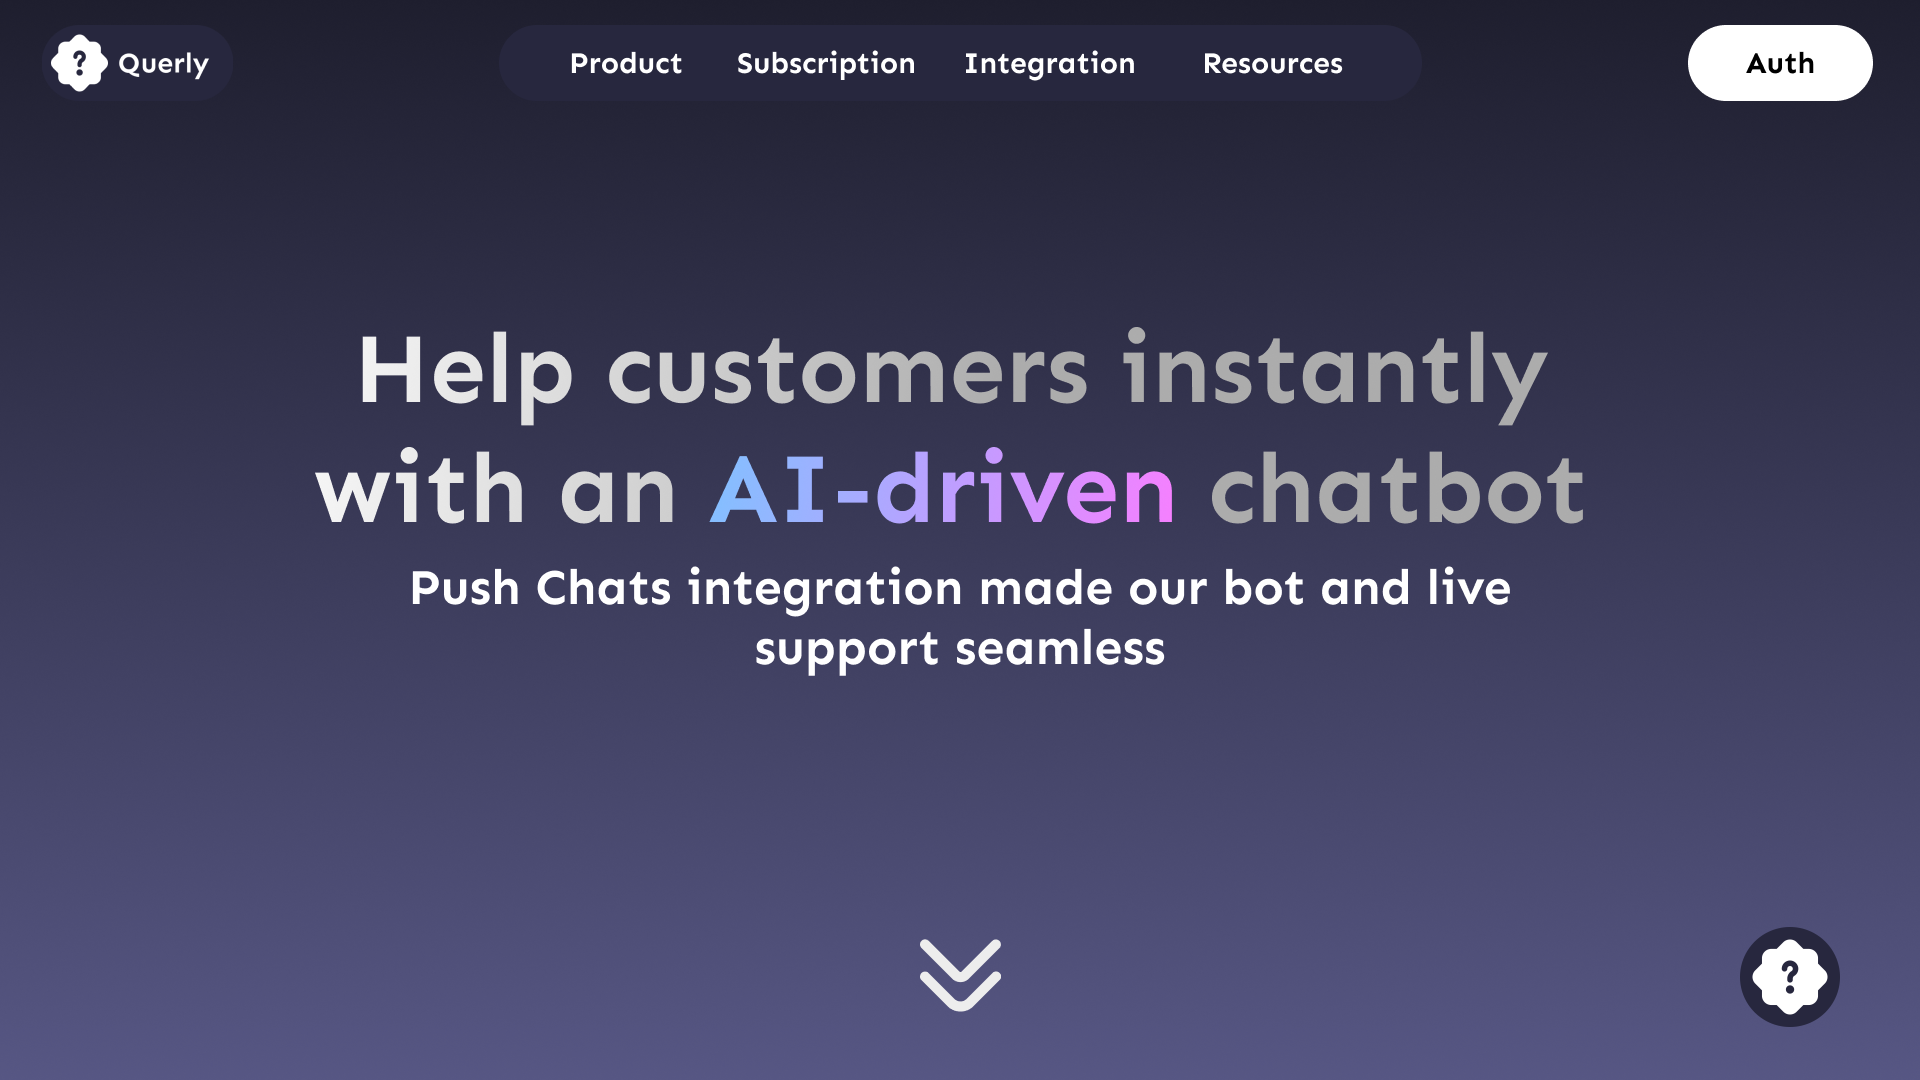 Querly
Product Subscription Integration Resources
Auth
Help customers instantly
with an AI-driven chatbot
Push Chats integration made our bot and live
support seamless